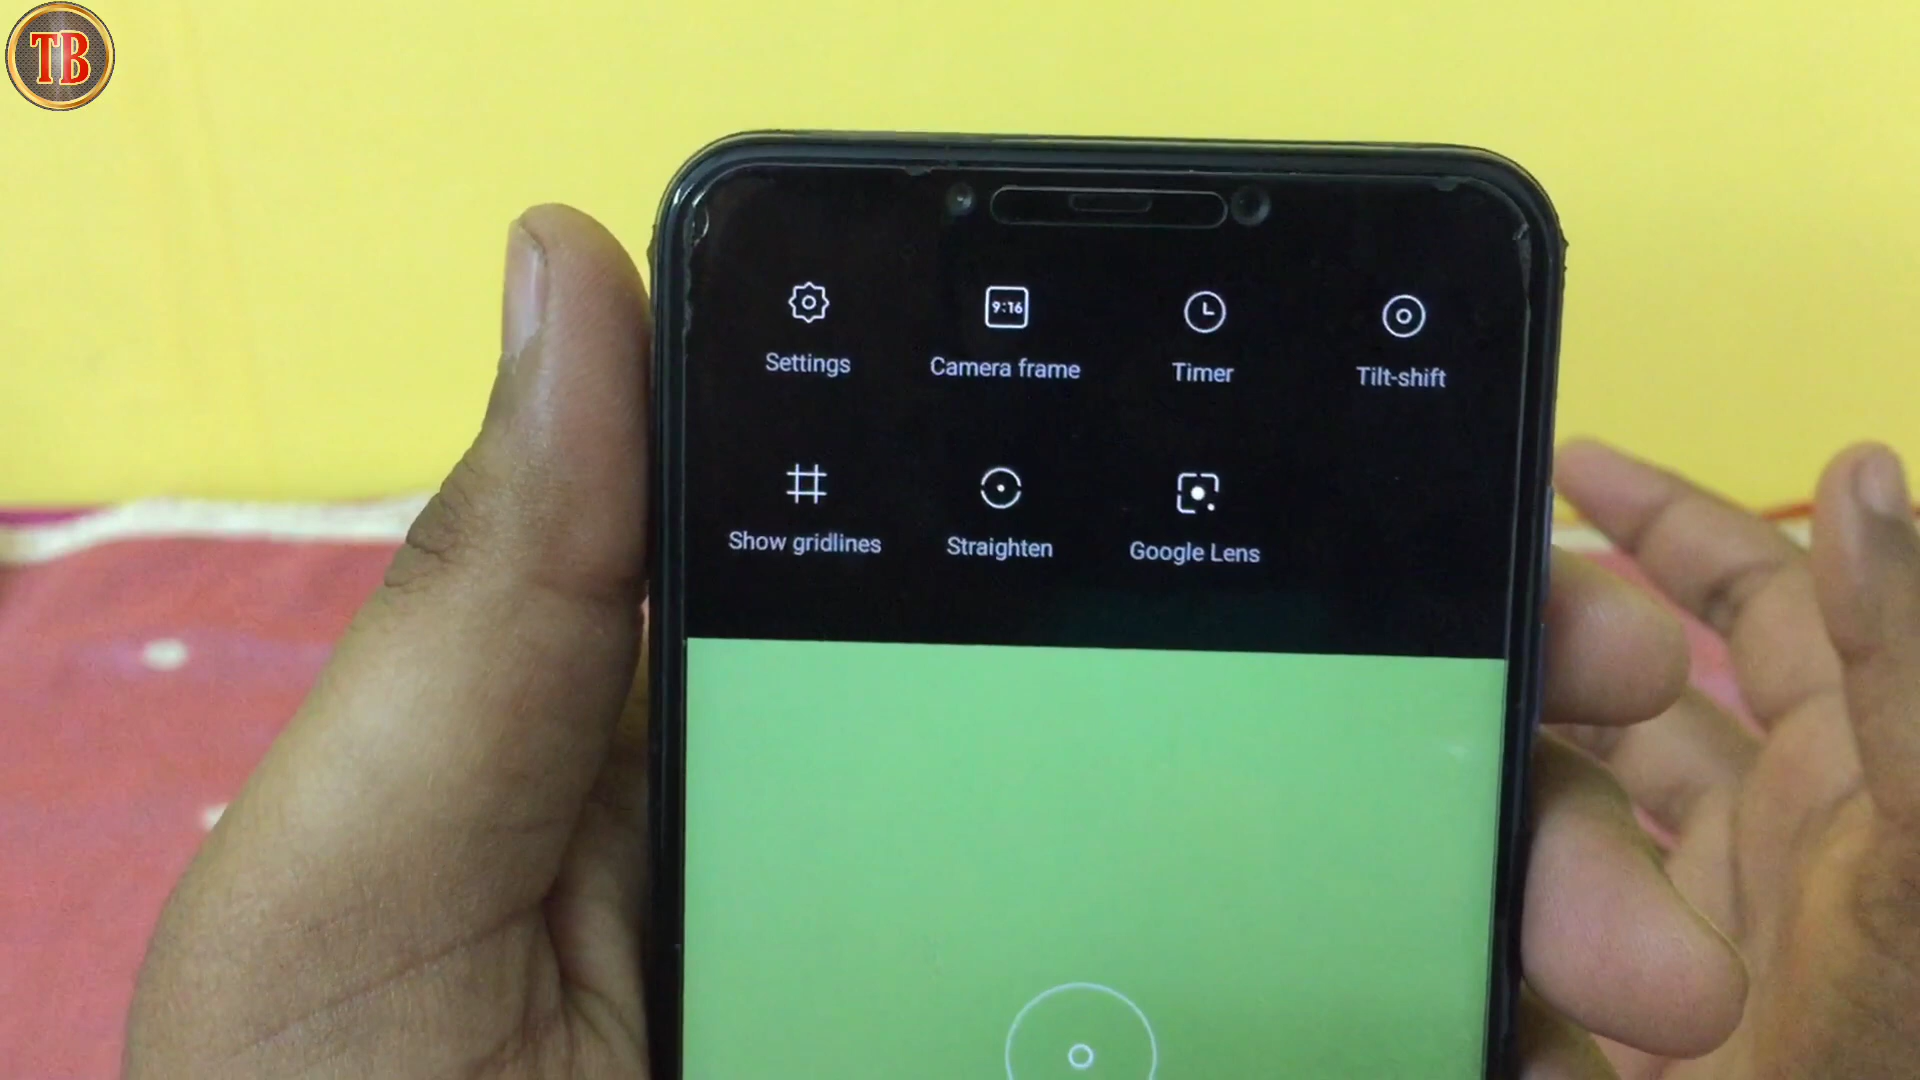 TB
9:16
Settings
Camera frame
Timer
Tilt-shift
Show gridlines
Straighten
Google Lens